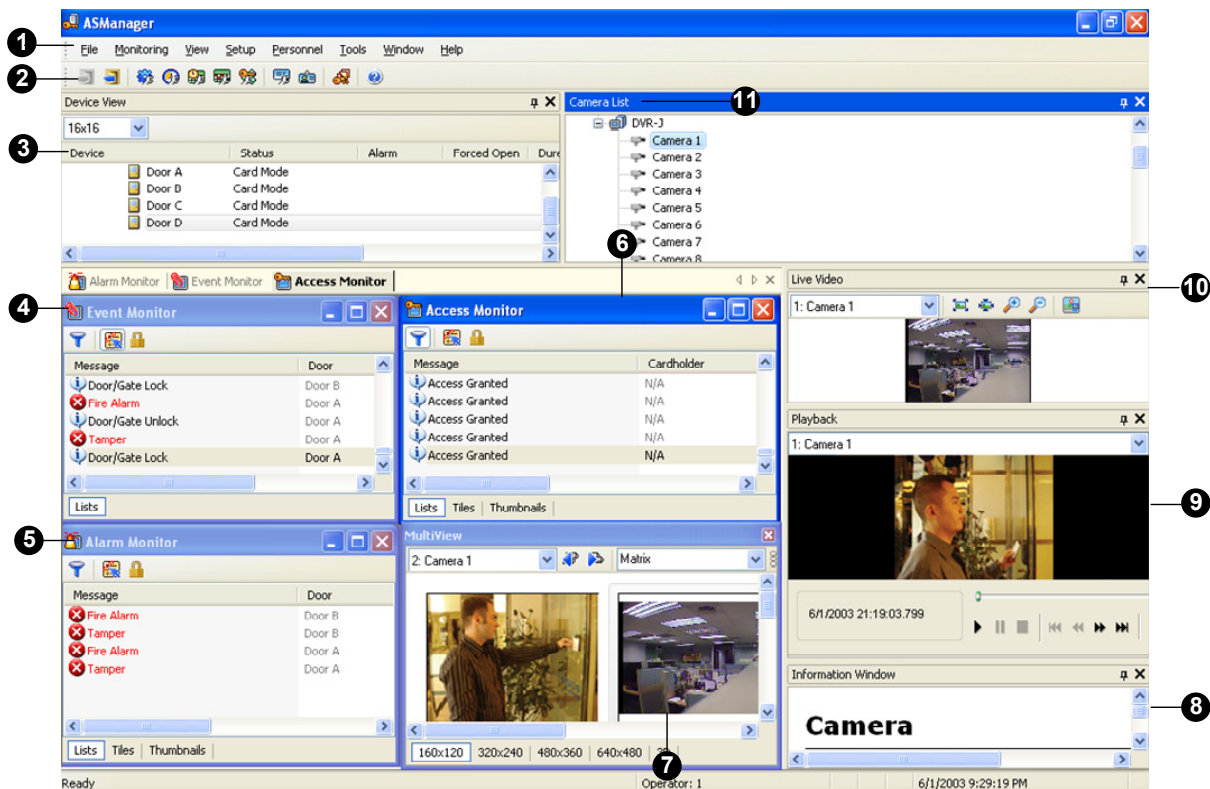 ASManager
1
File Monitoring View Setup Personnel Tools Window Help
2
Device View
Camera List
11
16x16
DVR-J
Camera 1
Camera 2
Camera 3
Camera 4
Camera 5
Camera 6
Camera 7
Camera 8
3
Device Status Alarm Forced Open
Door A Card Mode
Door B Card Mode
Door C Card Mode
Door D Card Mode
6
Alarm Monitor Event Monitor Access Monitor
Live Video
10
4
Event Monitor
Message Door
Door/Gate Lock Door B
Fire Alarm Door A
Door/Gate Unlock Door A
Tamper Door A
Door/Gate Lock Door A
Lists
Access Monitor
Message Cardholder
Access Granted N/A
Access Granted N/A
Access Granted N/A
Access Granted N/A
Access Granted N/A
Lists Tiles Thumbnails
1: Camera 1
Playback
1: Camera 1
9
6/1/2003 21:19:03.799
5
Alarm Monitor
Message Door
Fire Alarm Door B
Tamper Door B
Fire Alarm Door A
Tamper Door A
Lists Tiles Thumbnails
MultiView
2: Camera 1 Matrix
160x120 320x240 480x360 640x480
7
Information Window
8
Camera
Ready Operator: 1 6/1/2003 9:29:19 PM